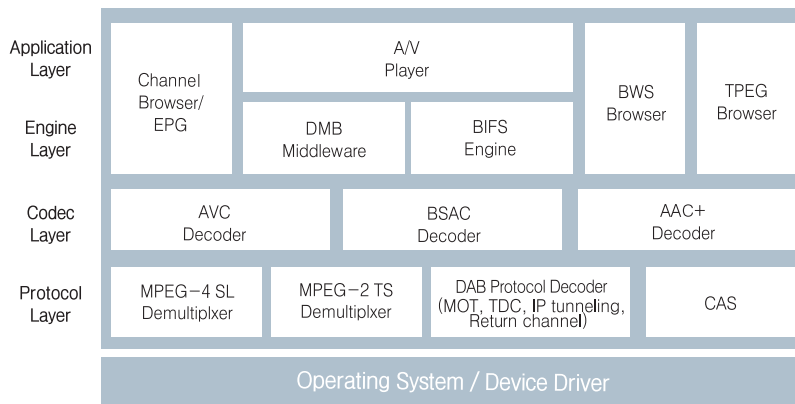 Application
Layer
Channel
Browser/
EPG
A/V
Player
BWS
Browser
TPEG
Browser
Engine
Layer
DMB
Middleware
BIFS
Engine
Codec
Layer
AVC
Decoder
BSAC
Decoder
AAC+
Decoder
Protocol
Layer
MPEG-4 SL
Demultiplxer
MPEG-2 TS
Demultiplxer
DAB Protocol Decoder
(MOT, TDC, IP tunneling,
Return channel)
CAS
Operating System / Device Driver